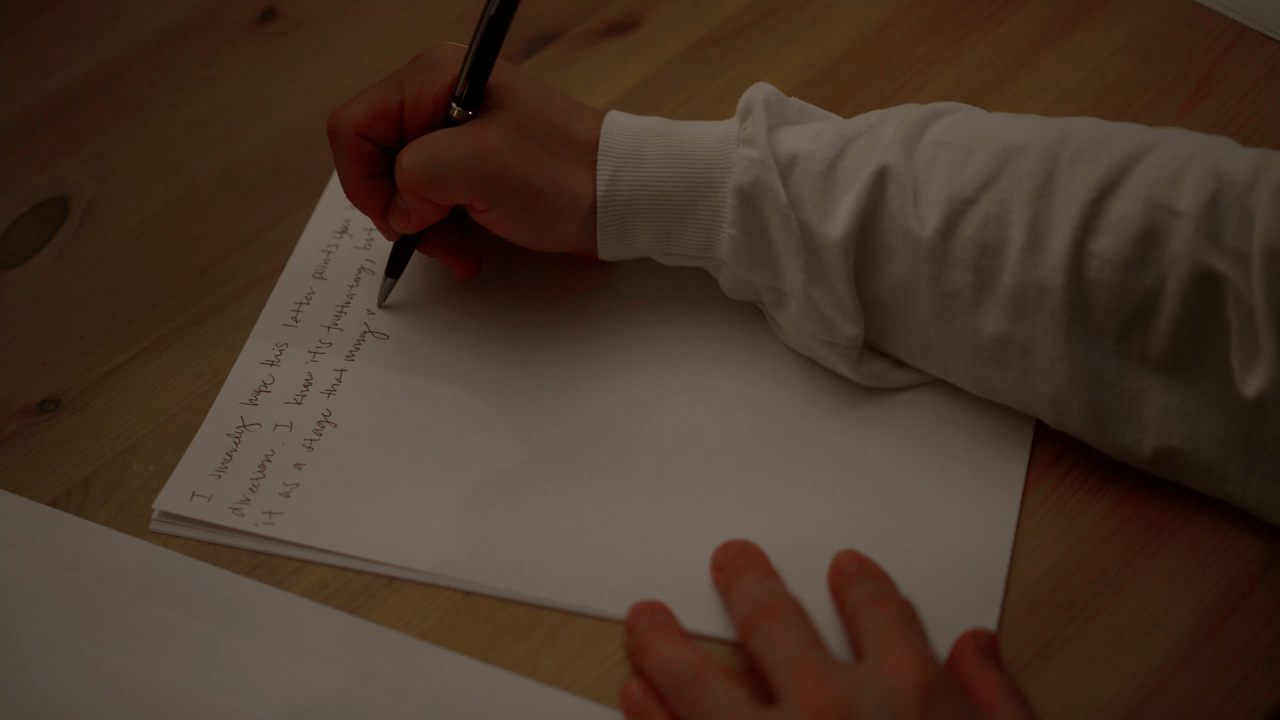 I sincerely hope this letter points you
direction. I know it's frustrating, but
it as a stage that many